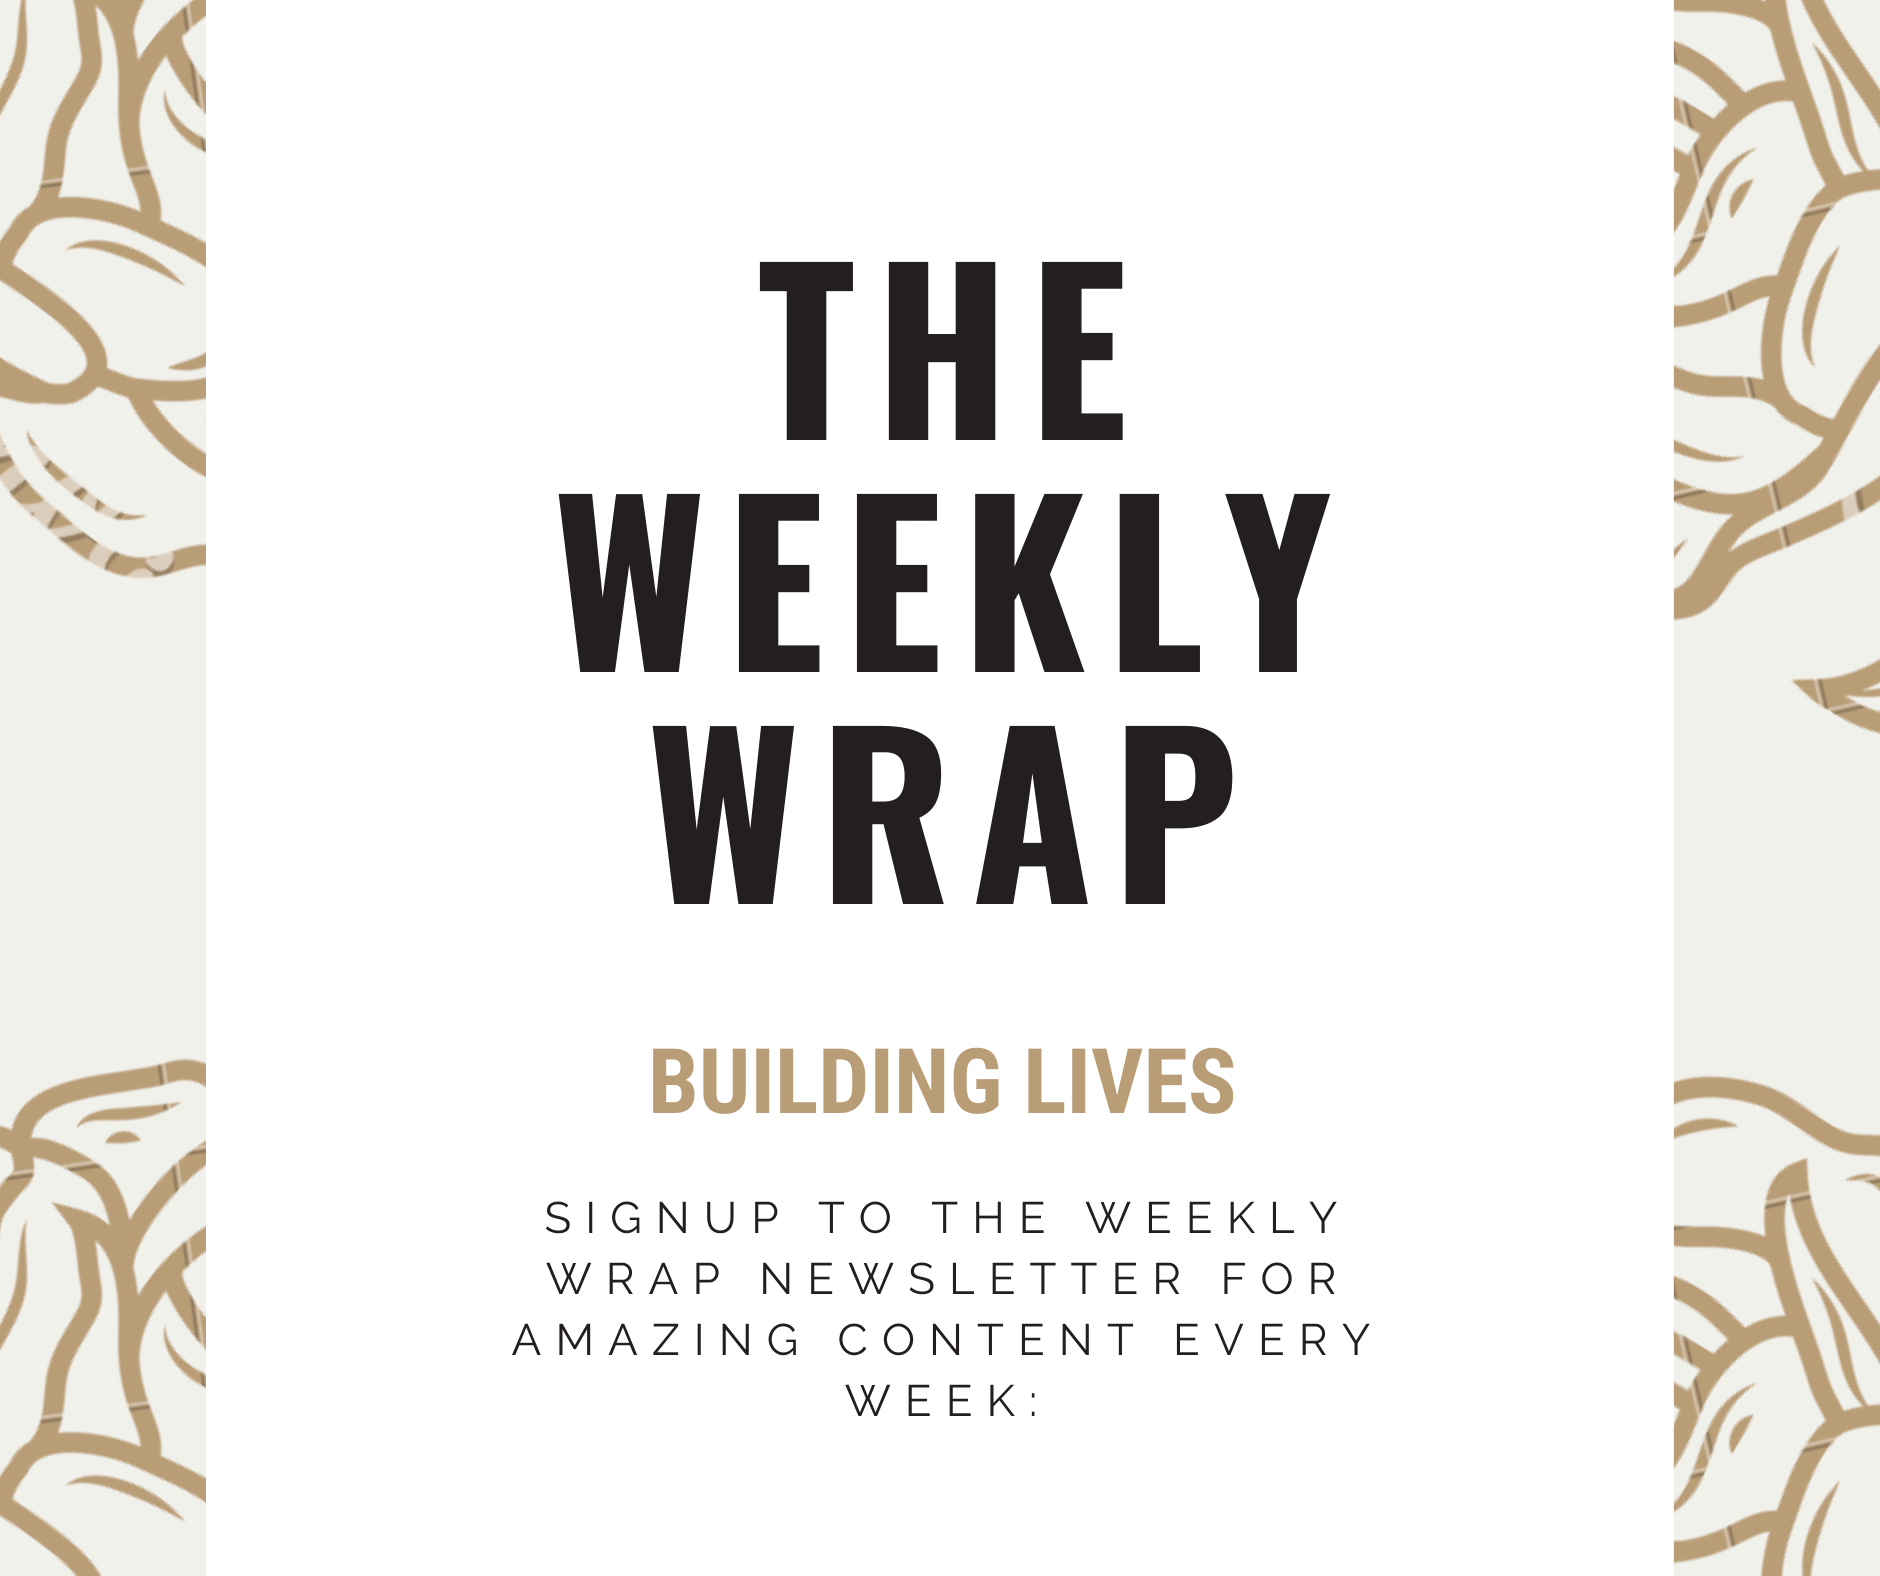 THE
WEEKLY
WRAP
BUILDING LIVES
SIGNUP TO THE WEEKLY
WRAP NEWSLETTER FOR
AMAZING CONTENT EVERY
WEEK: